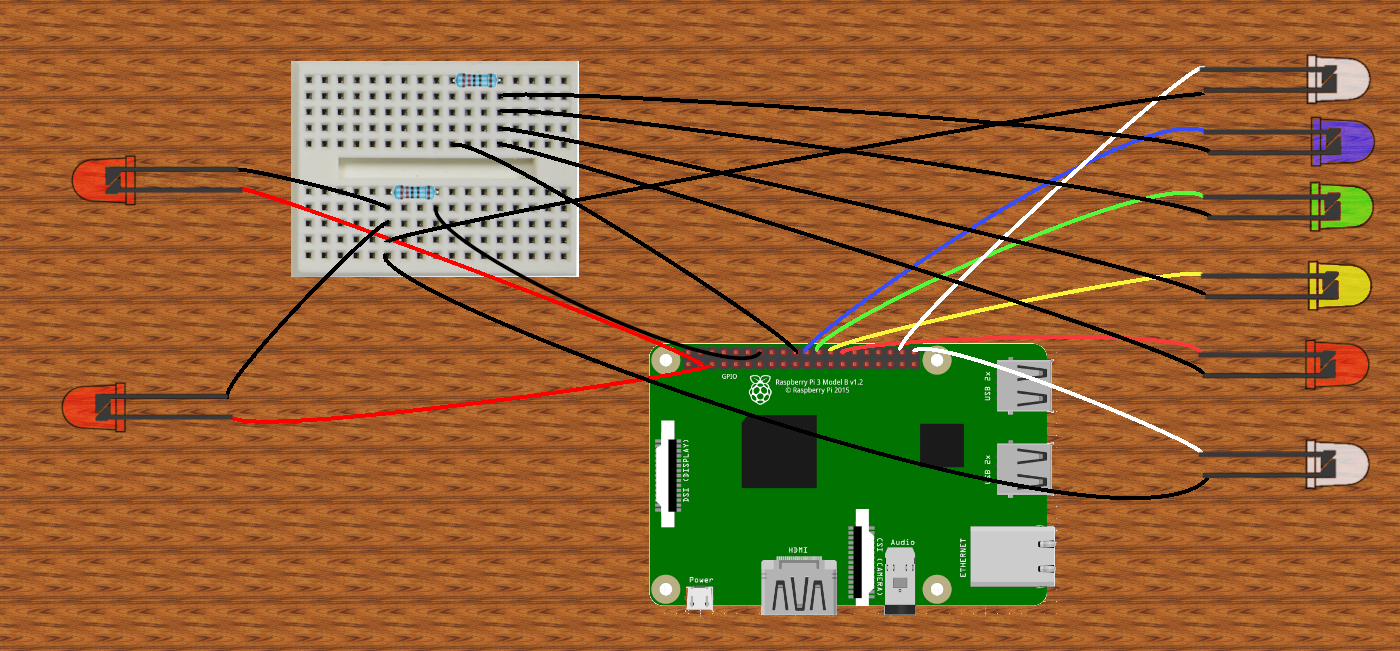 GPIO
Raspberry Pi 3 Model B v1.2
© Raspberry Pi 2015
USB 2x
DSI (DISPLAY)
USB 2x
HDMI
CSI (CAMERA)
Audio
ETHERNET
Power